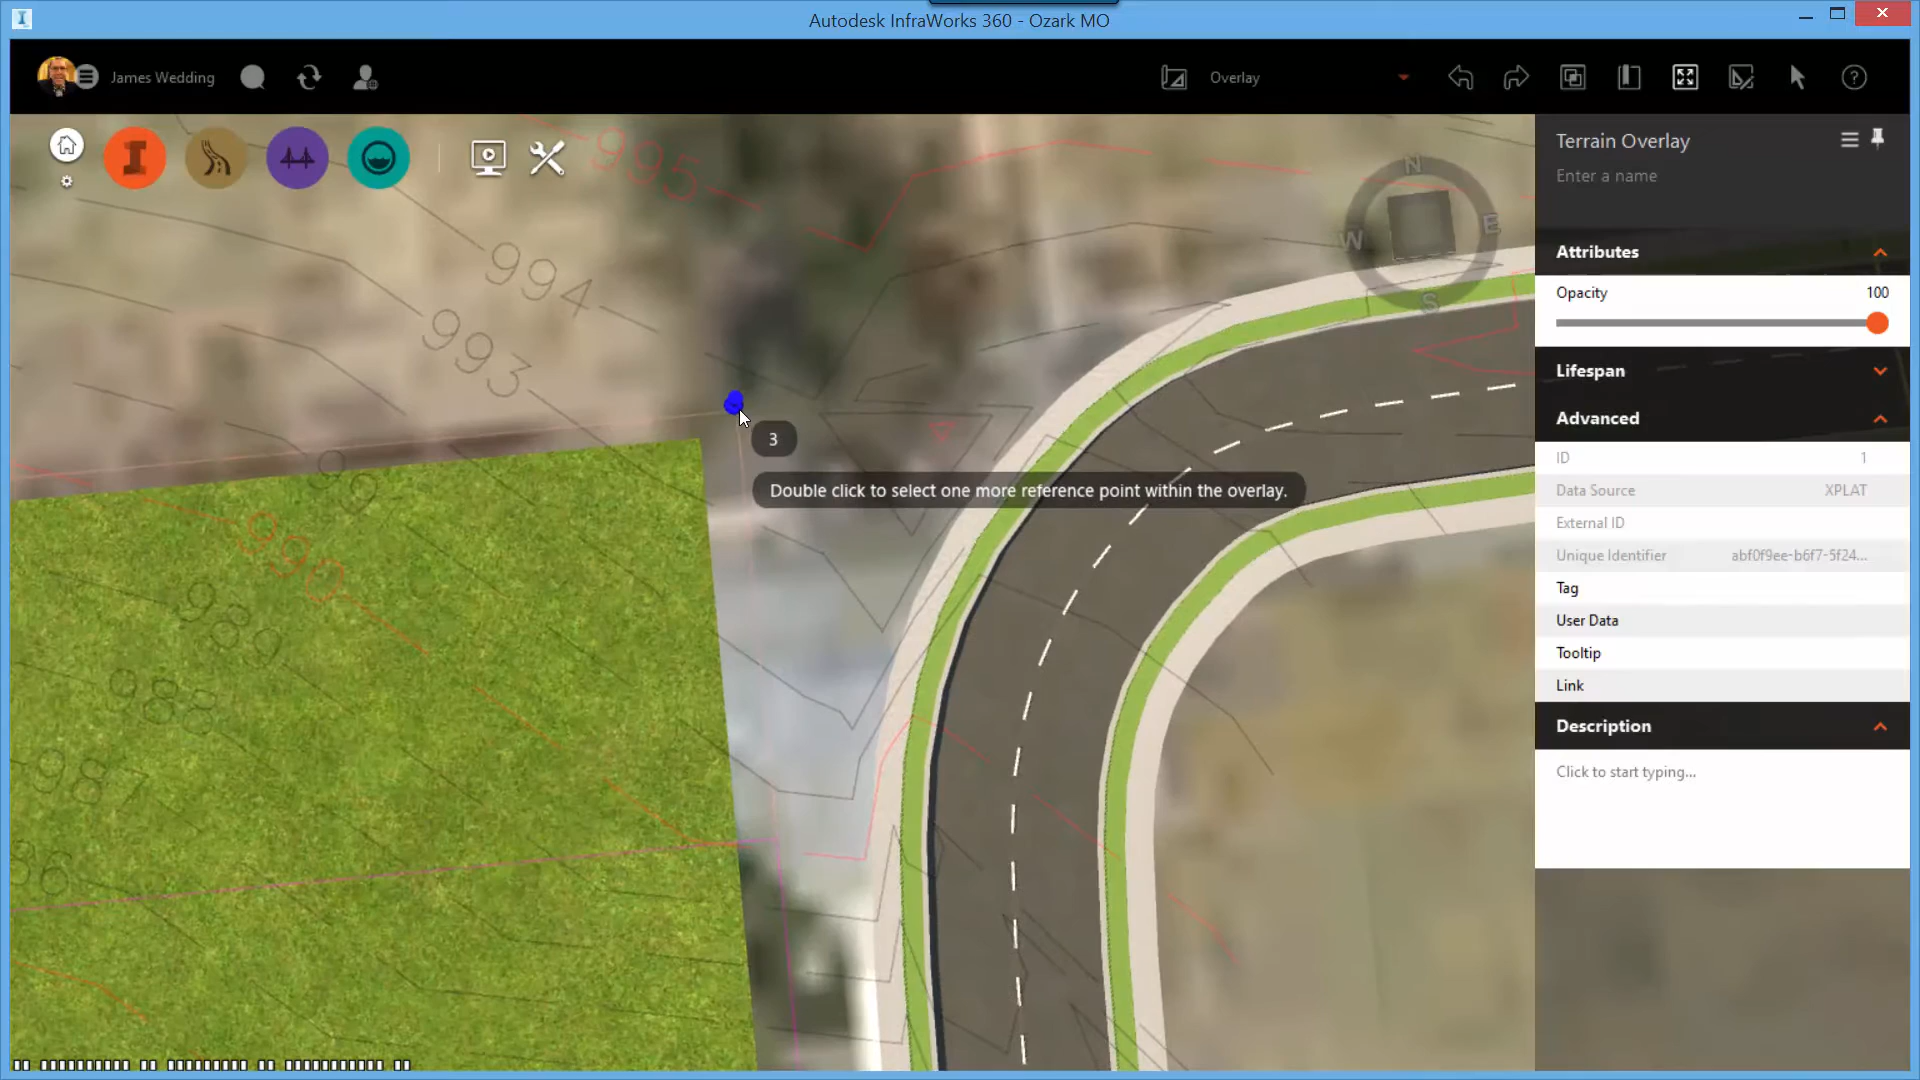 Autodesk InfraWorks 360 - Ozark MO
James Wedding
Overlay
Terrain Overlay
Enter a name
Attributes
Opacity 100
Lifespan
Advanced
ID 1
Data Source XPLAT
External ID
Unique Identifier abf0f9ee-b6f7-5f24...
Tag
User Data
Tooltip
Link
Description
Click to start typing...
N
W
E
S
995
994
993
3
Double click to select one more reference point within the overlay.
990
989
988
987